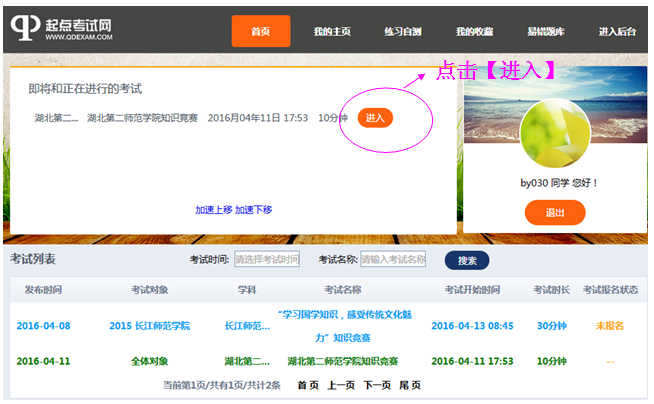 起点考试网
WWW.QDEXAM.COM
首页 我的主页 练习自测 我的收藏 易错题库 进入后台
点击【进入】
即将和正在进行的考试
湖北第二... 湖北第二师范学院知识竞赛 2016月04年11日 17:53 10分钟 进入
加速上移 加速下移
by030 同学 您好！
退出
考试列表 考试时间: 请选择考试时间 考试名称: 请输入考试名称 搜索
发布时间 考试对象 学科 考试名称 考试开始时间 考试时长 考试报名状态
2016-04-08 2015 长江师范学院 长江师范... “学习国学知识，感受传统文化魅力”知识竞赛 2016-04-13 08:45 30分钟 未报名
2016-04-11 全体对象 湖北第二... 湖北第二师范学院知识竞赛 2016-04-11 17:53 10分钟 --
当前第1页/共有1页/共计2条 首 页 上一页 下一页 尾 页